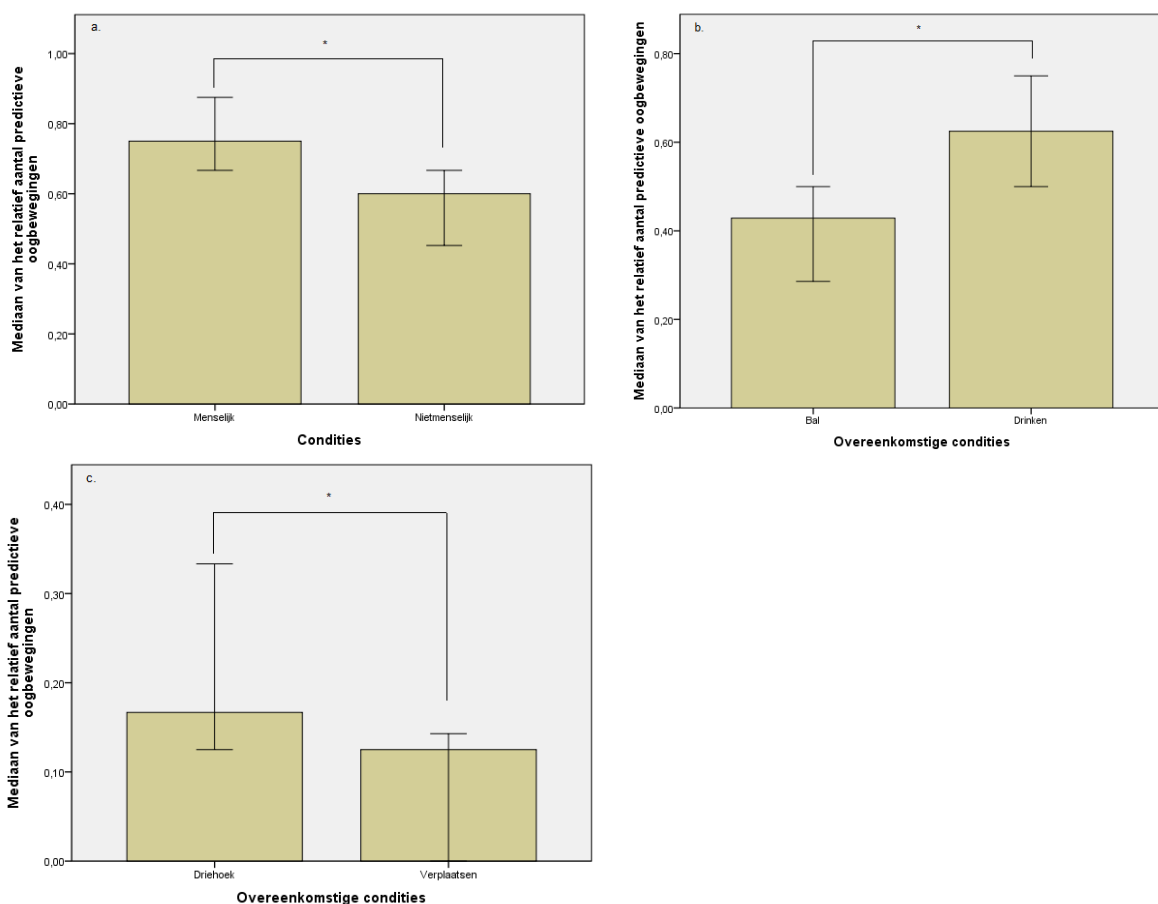 a.
*
1,00
0,80
0,60
0,40
0,20
0,00
Mediaan van het relatief aantal predictieve
oogbewegingen
Menselijk
Nietmenselijk
Condities
b.
*
0,80
0,60
0,40
0,20
0,00
Mediaan van het relatief aantal predictieve oogbewegingen
Bal
Drinken
Overeenkomstige condities
c.
*
0,40
0,30
0,20
0,10
0,00
Mediaan van het relatief aantal predictieve
oogbewegingen
Driehoek
Verplaatsen
Overeenkomstige condities